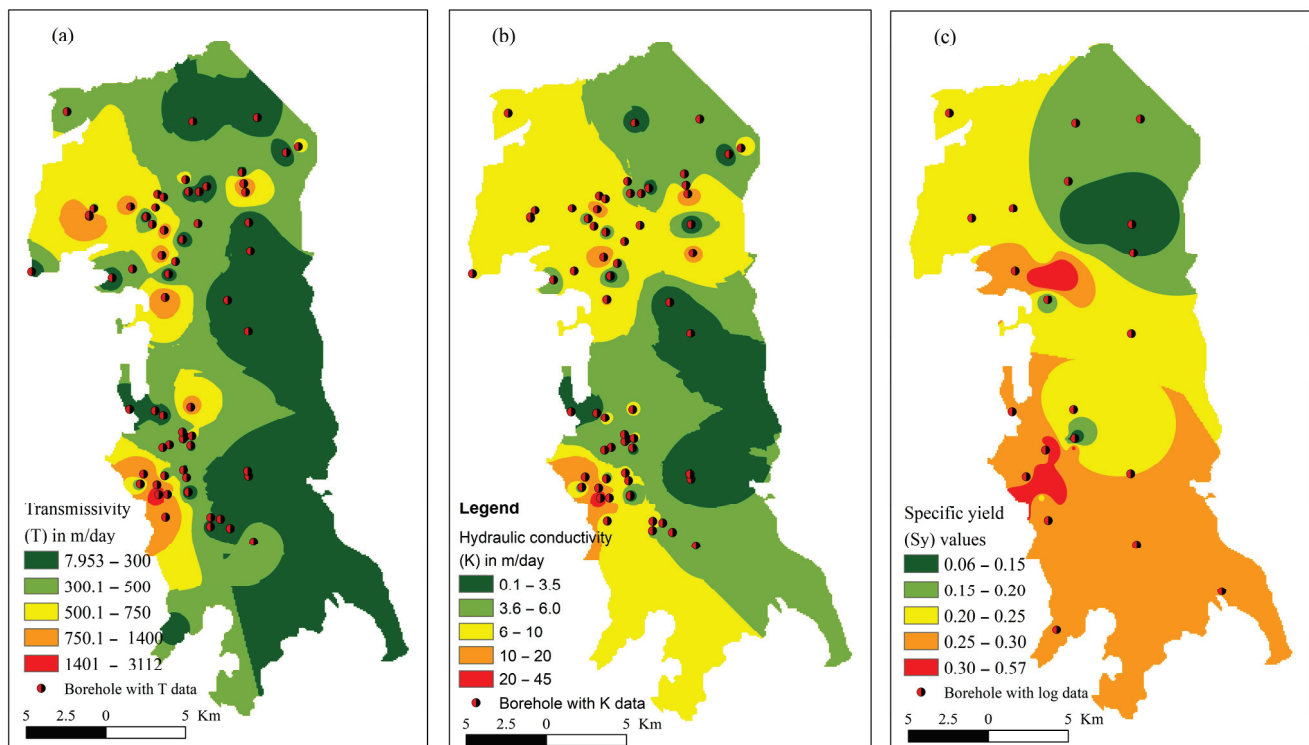 (a)
Transmissivity
(T) in m/day
7.953 – 300
300.1 – 500
500.1 – 750
750.1 – 1400
1401 – 3112
Borehole with T data
5 2.5 0 5 Km
(b)
Legend
Hydraulic conductivity
(K) in m/day
0.1 – 3.5
3.6 – 6.0
6 – 10
10 – 20
20 – 45
Borehole with K data
5 2.5 0 5 Km
(c)
Specific yield
(Sy) values
0.06 – 0.15
0.15 – 0.20
0.20 – 0.25
0.25 – 0.30
0.30 – 0.57
Borehole with log data
5 2.5 0 5 Km